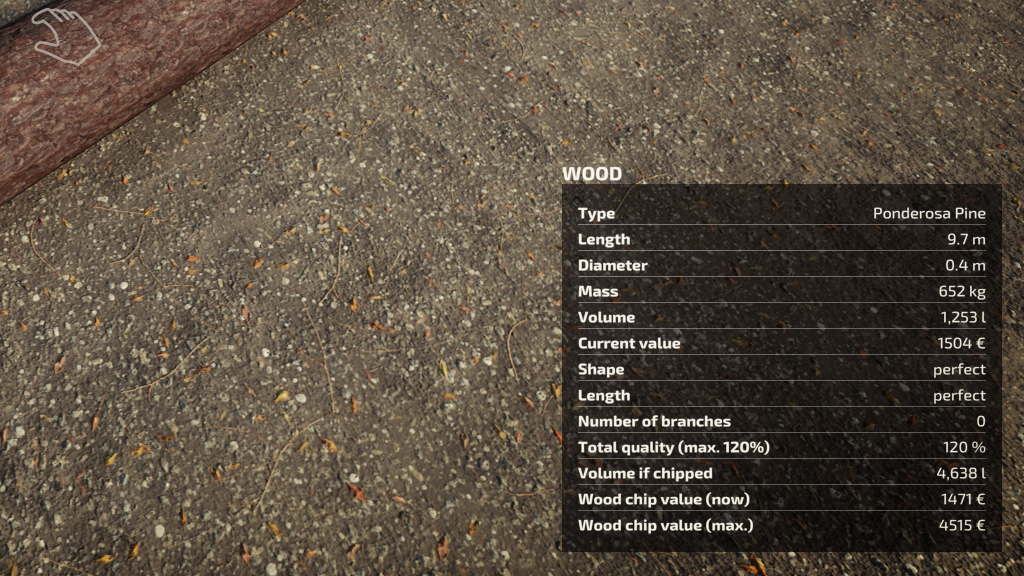 WOOD
Type Ponderosa Pine
Length 9.7 m
Diameter 0.4 m
Mass 652 kg
Volume 1,253 l
Current value 1504 €
Shape perfect
Length perfect
Number of branches 0
Total quality (max. 120%) 120 %
Volume if chipped 4,638 l
Wood chip value (now) 1471 €
Wood chip value (max.) 4515 €